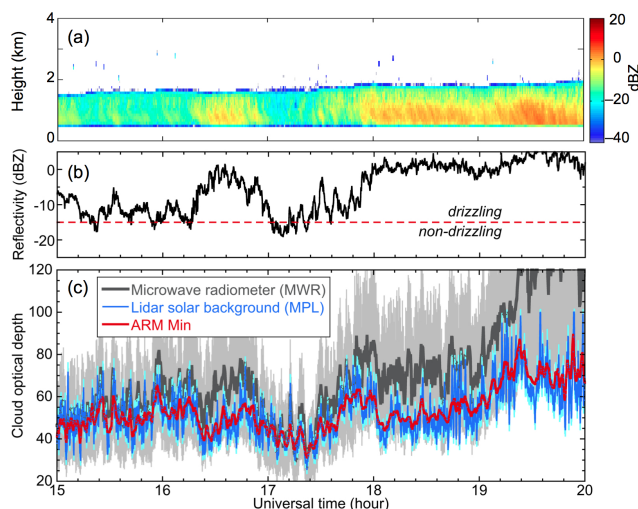 (a)
Height (km)
4
2
0
20
0
-20
-40
dBZ
(b)
Reflectivity (dBZ)
0
-10
-20
drizzling
non-drizzling
(c)
Cloud optical depth
120
100
80
60
40
20
Microwave radiometer (MWR)
Lidar solar background (MPL)
ARM Min
15 16 17 18 19 20
Universal time (hour)